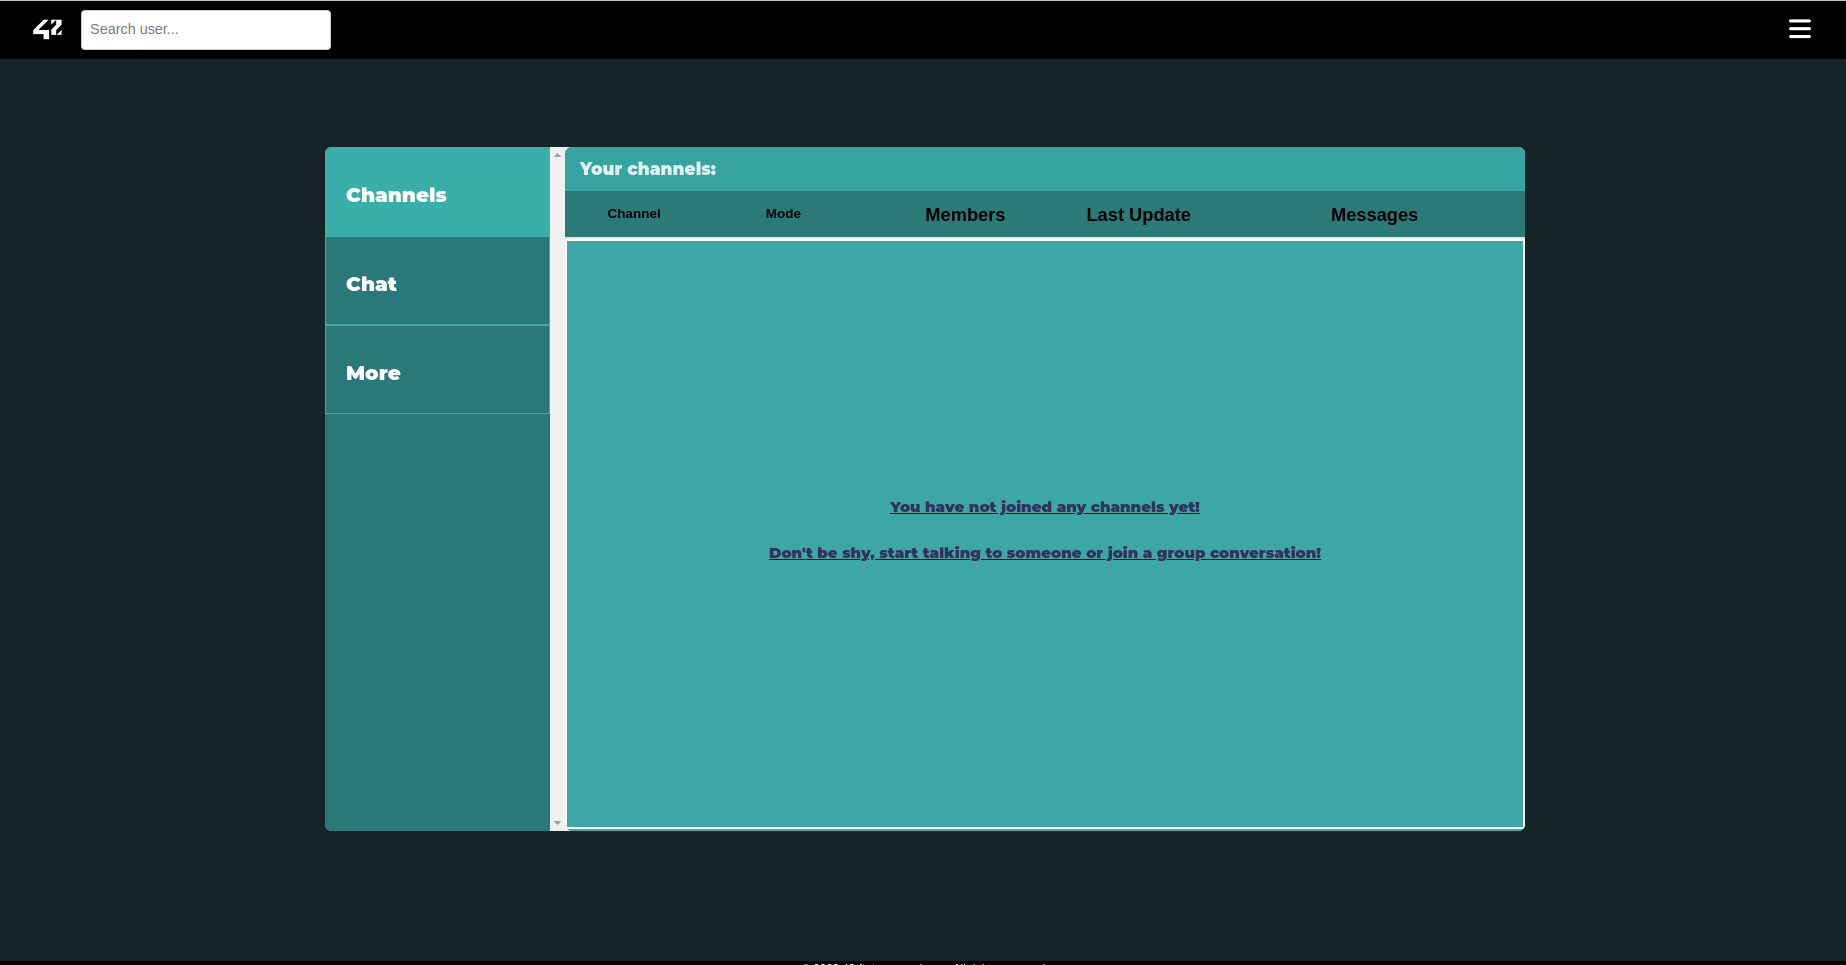 42
Search user...
Channels
Chat
More
Your channels:
Channel Mode Members Last Update Messages
You have not joined any channels yet!
Don't be shy, start talking to someone or join a group conversation!